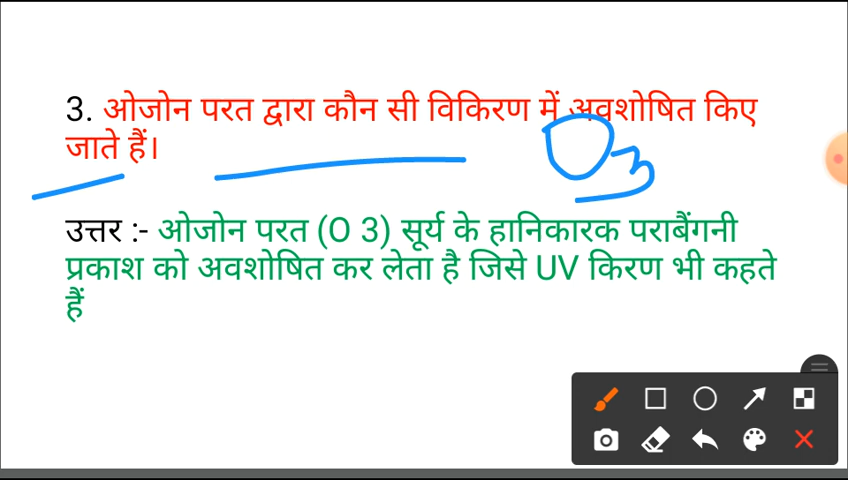 3. ओजोन परत द्वारा कौन सी विकिरण में अवशोषित किए
जाते हैं।
O3
उत्तर :- ओजोन परत (O 3) सूर्य के हानिकारक पराबैंगनी
प्रकाश को अवशोषित कर लेता है जिसे UV किरण भी कहते
हैं